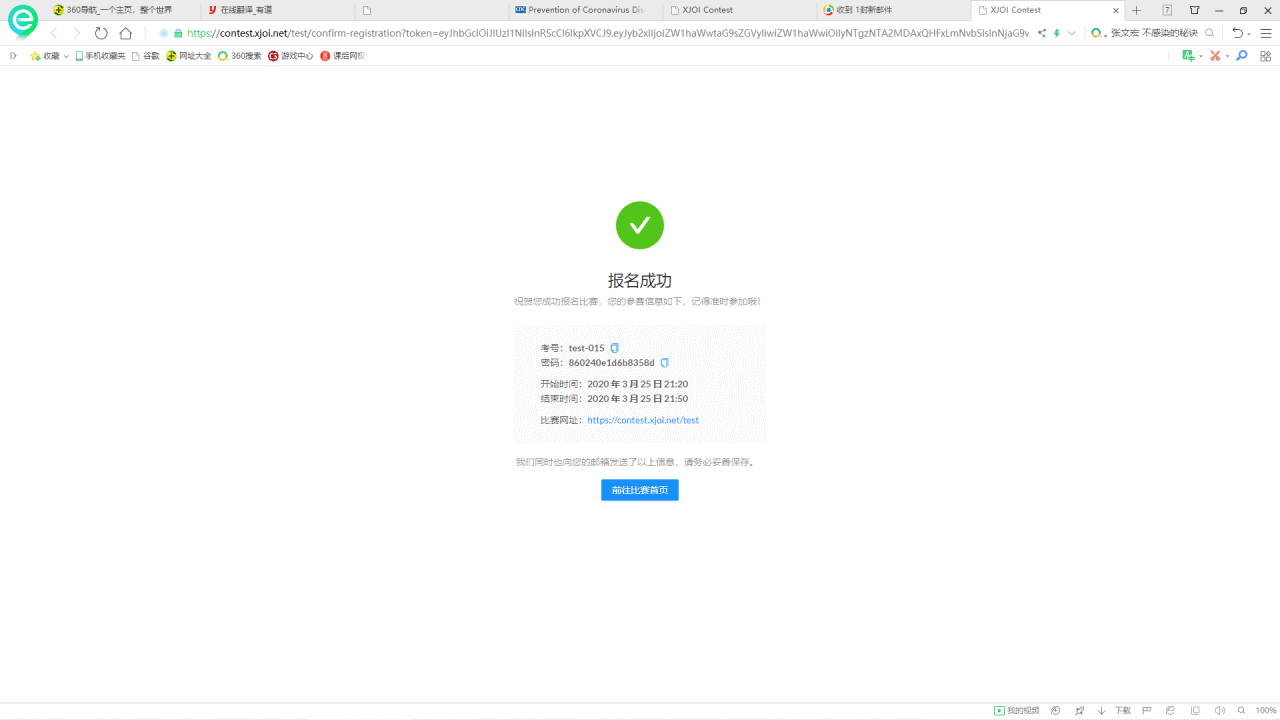 360导航_一个主页，整个世界
在线翻译_有道
Prevention of Coronavirus Dis
XJOI Contest
收到 1封新邮件
XJOI Contest
7
https://contest.xjoi.net/test/confirm-registration?token=
张文宏 不感染的秘诀
收藏
手机收藏夹
谷歌
网址大全
360搜索
游戏中心
课后网极
报名成功
祝贺您成功报名比赛，您的参赛信息如下，记得准时参加哦！
考号：test-015
密码：860240e1d6b8358d
开始时间：2020 年 3 月 25 日 21:20
结束时间：2020 年 3 月 25 日 21:50
比赛网址：https://contest.xjoi.net/test
我们同时也向您的邮箱发送了以上信息，请务必妥善保存。
前往比赛首页
我的视频
下载
100%